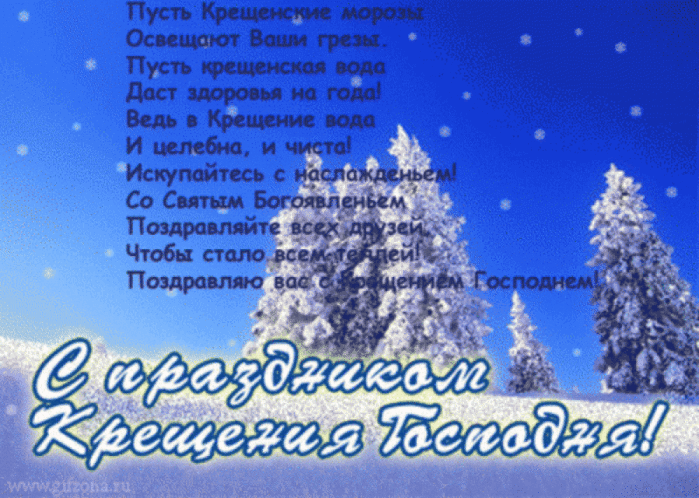 Пусть Крещенские морозы
Освещают Ваши грезы.
Пусть крещенская вода
Даст здоровья на года!
Ведь в Крещение вода
И целебна, и чиста!
Искупайтесь с наслажденьем!
Со Святым Богоявленьем
Поздравляйте всех друзей,
Чтобы стало всем теплей!
Поздравляю вас с Крещением Господнем!
С праздником
Крещения Господня!
www.gifzona.ru